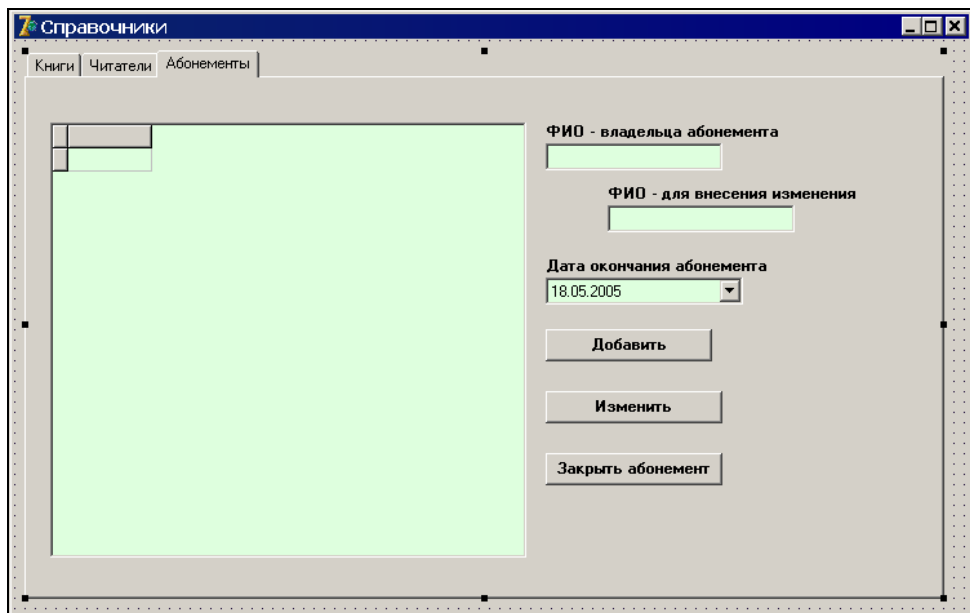 Справочники
Книги Читатели Абонементы
ФИО - владельца абонемента
ФИО - для внесения изменения
Дата окончания абонемента
18.05.2005
Добавить
Изменить
Закрыть абонемент